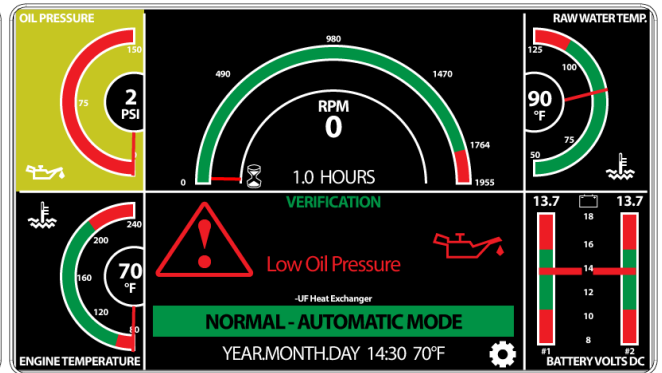 OIL PRESSURE
150
75
2
PSI
980
490
1470
RPM
0
1764
0
1.0 HOURS
1955
RAW WATER TEMP.
125
100
90
°F
75
50
240
200
70
°F
160
120
80
ENGINE TEMPERATURE
VERIFICATION
Low Oil Pressure
-UF Heat Exchanger
NORMAL - AUTOMATIC MODE
YEAR.MONTH.DAY 14:30 70°F
13.7 13.7
18
16
14
12
10
8
#1 #2
BATTERY VOLTS DC